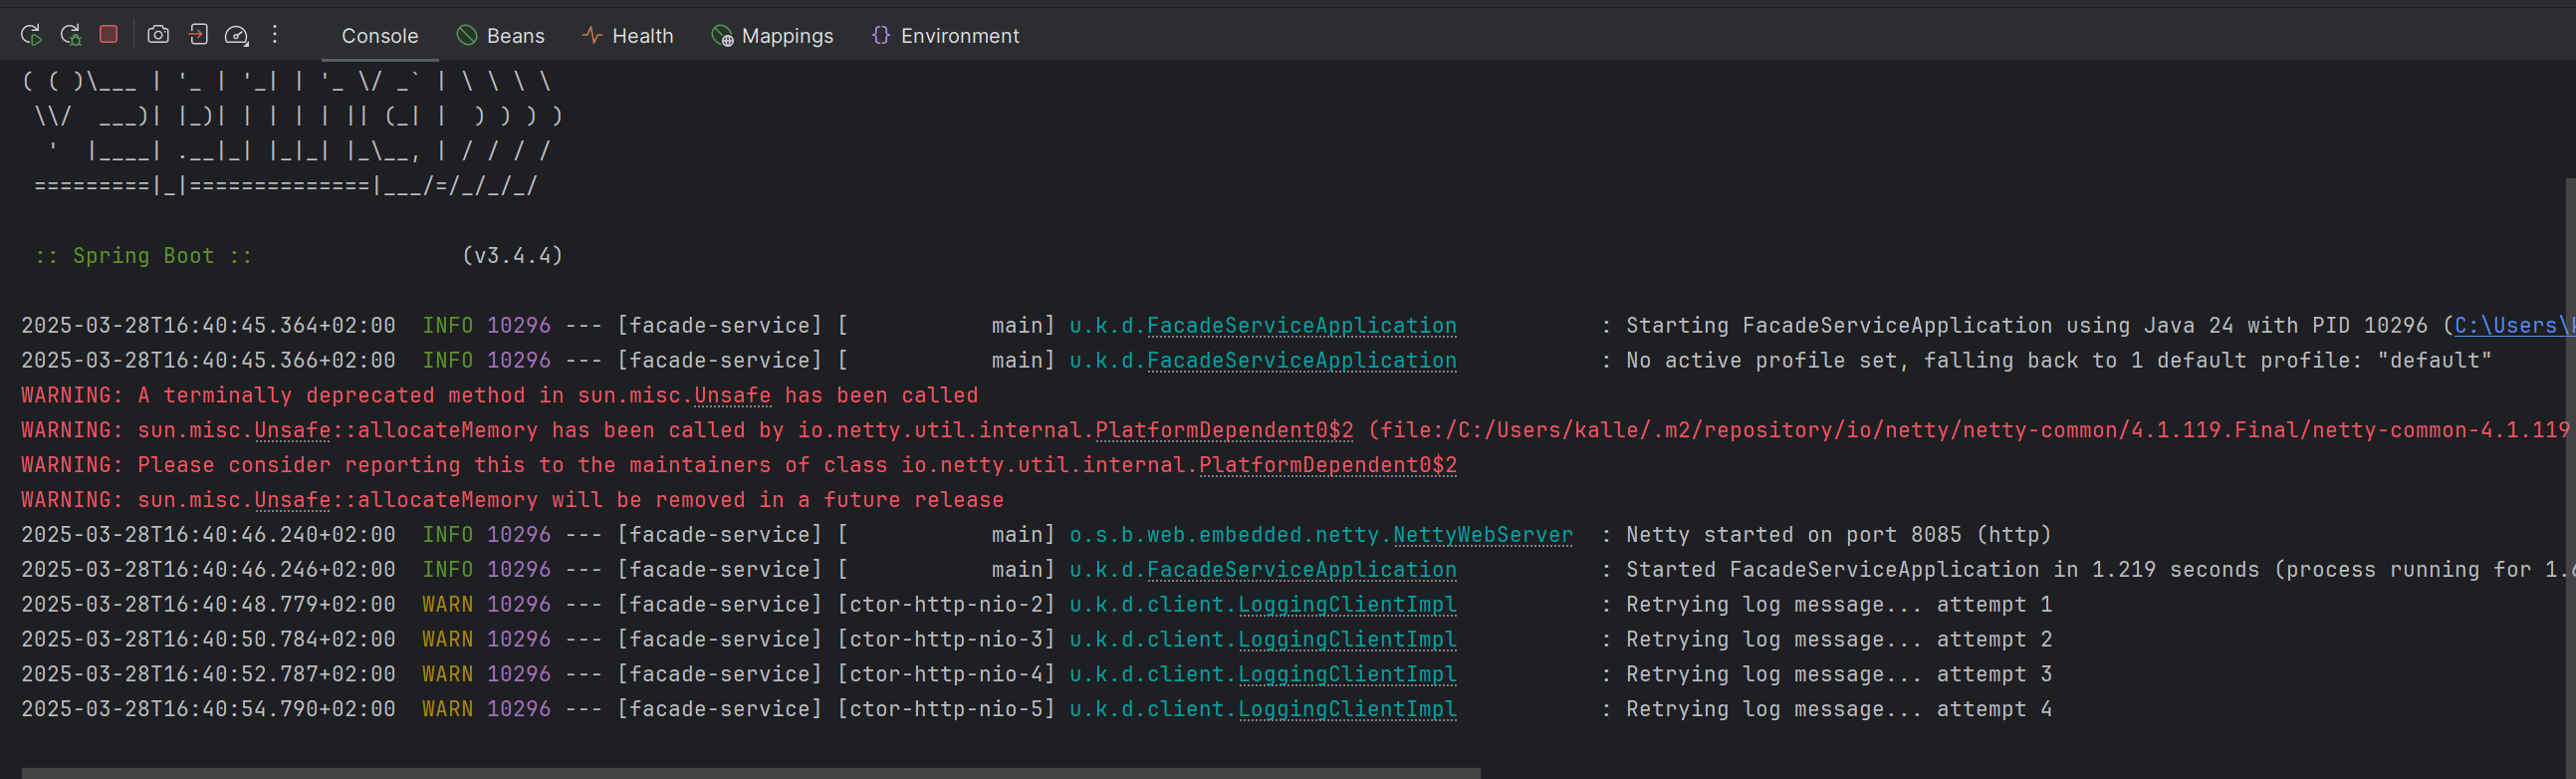 Console Beans Health Mappings Environment
( ( )\___ | '_ | '_| | '_ \/ _` | \ \ \ \
 \\/  ___)| |_)| | | | | || (_| |  ) ) ) )
  '  |____| .__|_| |_|_| |_\__, | / / / /
 =========|_|==============|___/=/_/_/_/
 :: Spring Boot ::                (v3.4.4)
2025-03-28T16:40:45.364+02:00  INFO 10296 --- [facade-service] [           main] u.k.d.FacadeServiceApplication           : Starting FacadeServiceApplication using Java 24 with PID 10296 (C:\Users\
2025-03-28T16:40:45.366+02:00  INFO 10296 --- [facade-service] [           main] u.k.d.FacadeServiceApplication           : No active profile set, falling back to 1 default profile: "default"
WARNING: A terminally deprecated method in sun.misc.Unsafe has been called
WARNING: sun.misc.Unsafe::allocateMemory has been called by io.netty.util.internal.PlatformDependent0$2 (file:/C:/Users/kalle/.m2/repository/io/netty/netty-common/4.1.119.Final/netty-common-4.1.119
WARNING: Please consider reporting this to the maintainers of class io.netty.util.internal.PlatformDependent0$2
WARNING: sun.misc.Unsafe::allocateMemory will be removed in a future release
2025-03-28T16:40:46.240+02:00  INFO 10296 --- [facade-service] [           main] o.s.b.web.embedded.netty.NettyWebServer  : Netty started on port 8085 (http)
2025-03-28T16:40:46.246+02:00  INFO 10296 --- [facade-service] [           main] u.k.d.FacadeServiceApplication           : Started FacadeServiceApplication in 1.219 seconds (process running for 1.
2025-03-28T16:40:48.779+02:00  WARN 10296 --- [facade-service] [ctor-http-nio-2] u.k.d.client.LoggingClientImpl           : Retrying log message... attempt 1
2025-03-28T16:40:50.784+02:00  WARN 10296 --- [facade-service] [ctor-http-nio-3] u.k.d.client.LoggingClientImpl           : Retrying log message... attempt 2
2025-03-28T16:40:52.787+02:00  WARN 10296 --- [facade-service] [ctor-http-nio-4] u.k.d.client.LoggingClientImpl           : Retrying log message... attempt 3
2025-03-28T16:40:54.790+02:00  WARN 10296 --- [facade-service] [ctor-http-nio-5] u.k.d.client.LoggingClientImpl           : Retrying log message... attempt 4